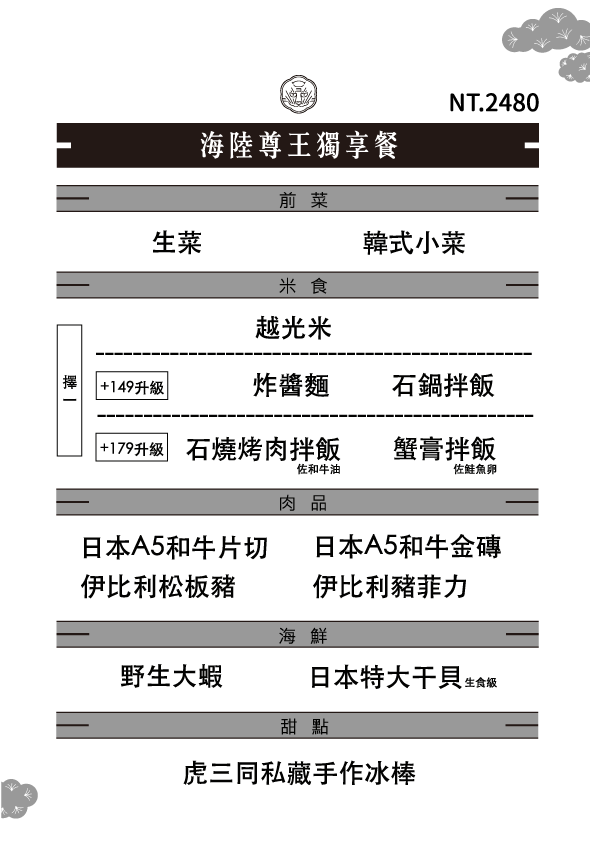 NT.2480
海陸尊王獨享餐
前菜
生菜 韓式小菜
米食
擇一
越光米
+149升級 炸醬麵 石鍋拌飯
+179升級 石燒烤肉拌飯 蟹膏拌飯
佐和牛油 佐鮭魚卵
肉品
日本A5和牛片切 日本A5和牛金磚
伊比利松板豬 伊比利豬菲力
海鮮
野生大蝦 日本特大干貝生食級
甜點
虎三同私藏手作冰棒